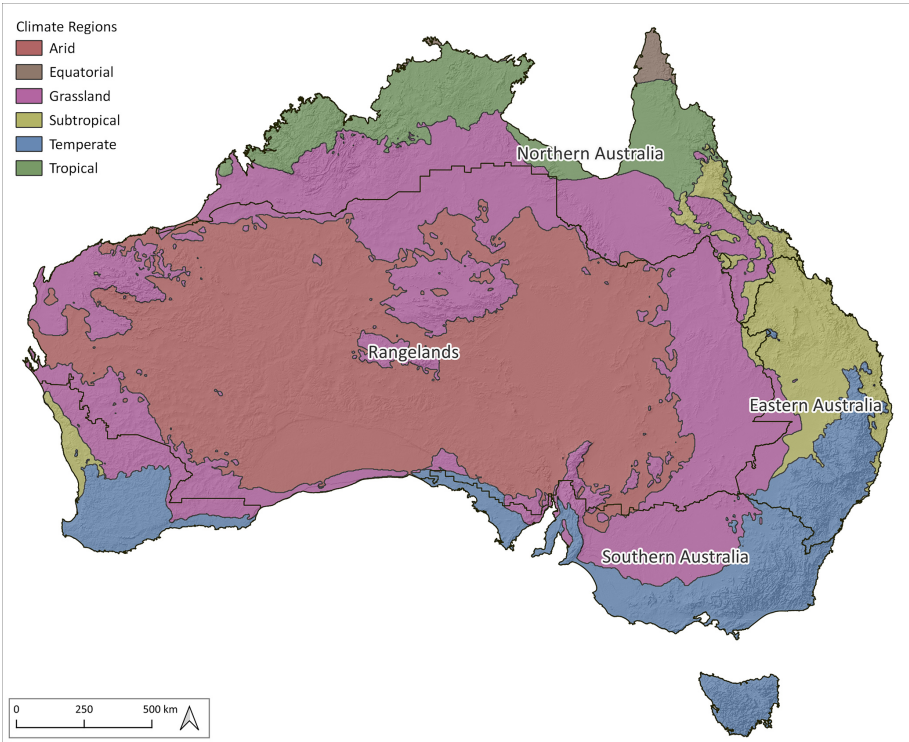 Climate Regions
Arid
Equatorial
Grassland
Subtropical
Temperate
Tropical
Northern Australia
Rangelands
Eastern Australia
Southern Australia
0 250 500 km